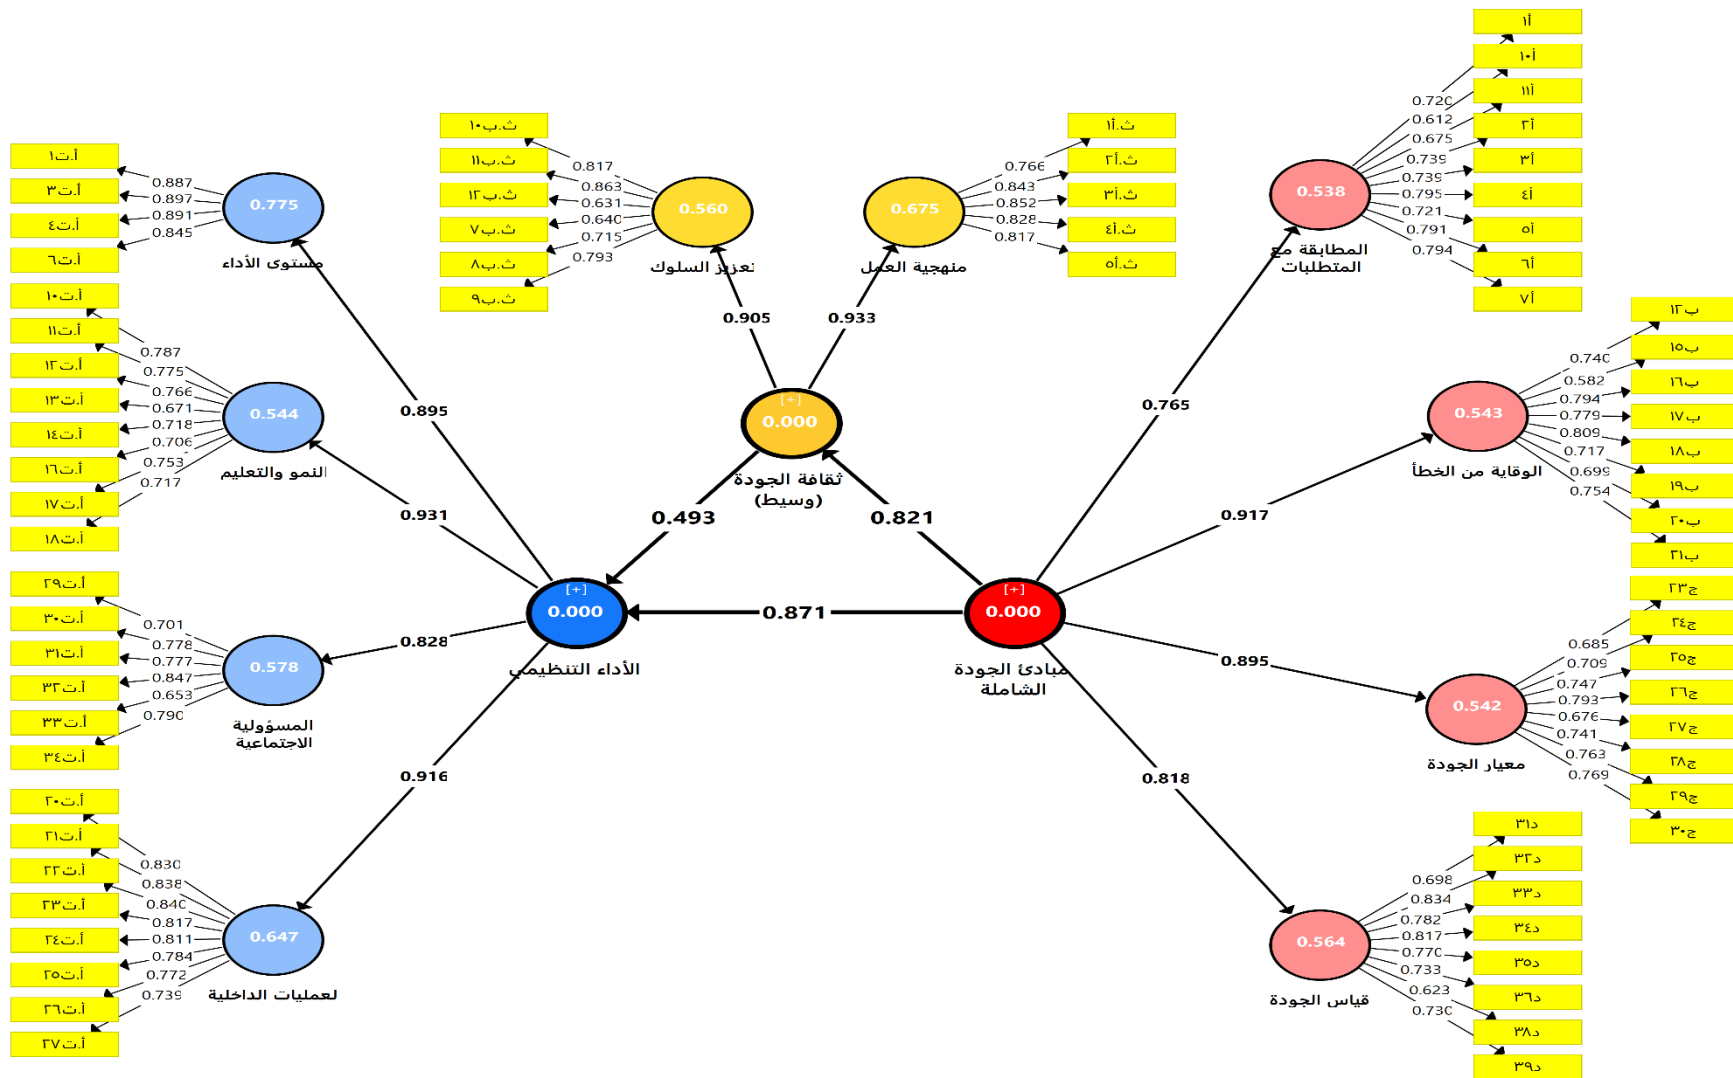 أ١
أ١٠
أ١١
أ٢
أ٣
أ٤
أ٥
أ٦
أ٧
0.720
0.612
0.675
0.739
0.739
0.795
0.721
0.791
0.794
0.538
المطابقة مع
المتطلبات
ب١٢
ب١٥
ب١٦
ب١٧
ب١٨
ب١٩
ب٢٠
ب٢١
0.740
0.582
0.794
0.779
0.809
0.717
0.699
0.754
0.543
الوقاية من الخطأ
ج٢٣
ج٢٤
ج٢٥
ج٢٦
ج٢٧
ج٢٨
ج٢٩
ج٣٠
0.685
0.709
0.747
0.793
0.676
0.741
0.763
0.769
0.542
معيار الجودة
د٣١
د٣٢
د٣٣
د٣٤
د٣٥
د٣٦
د٣٨
د٣٩
0.698
0.834
0.782
0.817
0.770
0.733
0.623
0.730
0.564
قياس الجودة
0.765
0.917
0.895
0.818
[+]
0.000
مبادئ الجودة
الشاملة
0.821
0.871
ث.أ١
ث.أ٢
ث.أ٣
ث.أ٤
ث.أ٥
0.766
0.843
0.852
0.828
0.817
0.675
منهجية العمل
ث.ب١٠
ث.ب١١
ث.ب١٢
ث.ب٧
ث.ب٨
ث.ب٩
0.817
0.863
0.631
0.640
0.715
0.793
0.560
تعزيز السلوك
0.933
0.905
[+]
0.000
ثقافة الجودة
(وسيط)
0.493
[+]
0.000
الأداء التنظيمي
0.895
0.931
0.828
0.916
أ.ت١
أ.ت٣
أ.ت٤
أ.ت٦
0.887
0.897
0.891
0.845
0.775
مستوى الأداء
أ.ت١٠
أ.ت١١
أ.ت١٢
أ.ت١٣
أ.ت١٤
أ.ت١٦
أ.ت١٧
أ.ت١٨
0.787
0.775
0.766
0.671
0.718
0.706
0.753
0.717
0.544
النمو والتعليم
أ.ت٢٩
أ.ت٣٠
أ.ت٣١
أ.ت٣٢
أ.ت٣٣
أ.ت٣٤
0.701
0.778
0.777
0.847
0.653
0.790
0.578
المسؤولية
الاجتماعية
أ.ت٢٠
أ.ت٢١
أ.ت٢٢
أ.ت٢٣
أ.ت٢٤
أ.ت٢٥
أ.ت٢٦
أ.ت٢٧
0.830
0.838
0.840
0.817
0.811
0.784
0.772
0.739
0.647
لعمليات الداخلية